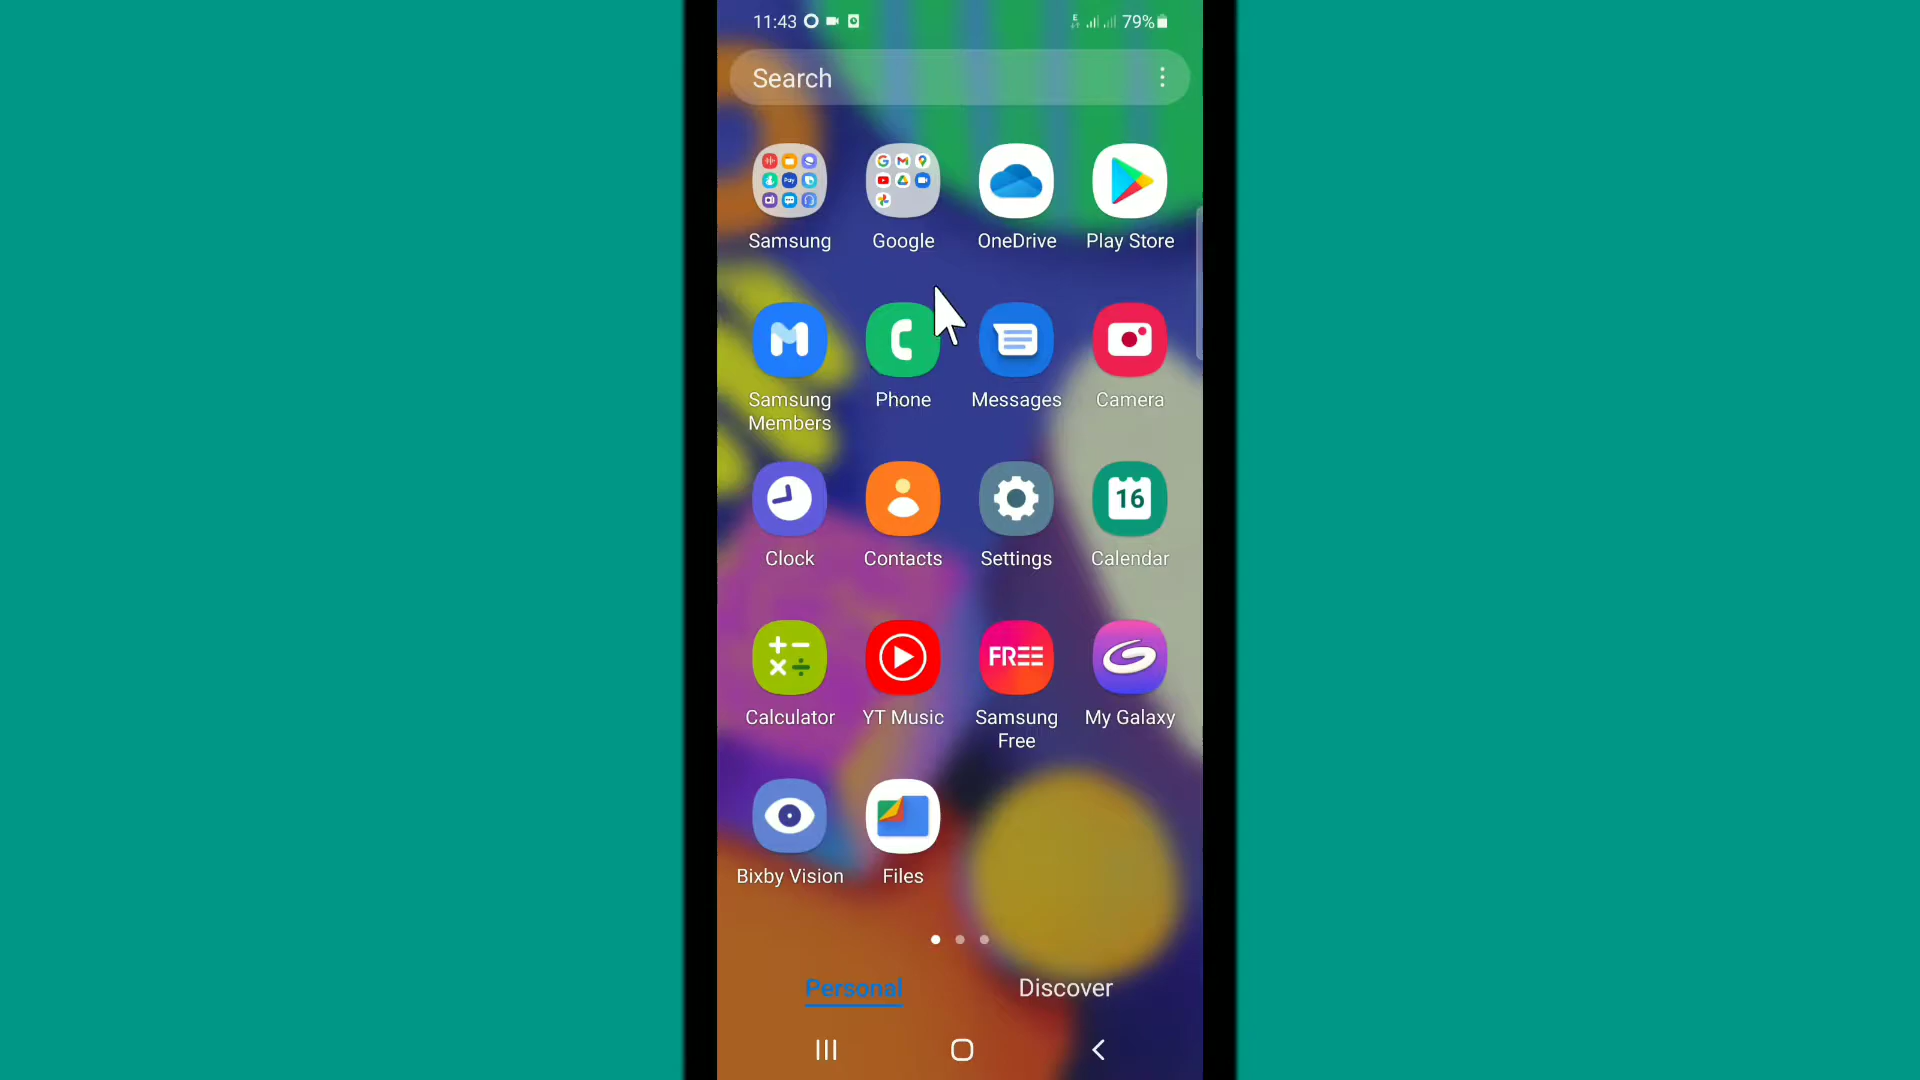 11:43
E
79%
Search
Pay
Samsung
Google
OneDrive
Play Store
Samsung
Members
Phone
Messages
Camera
16
Clock
Contacts
Settings
Calendar
FREE
Calculator
YT Music
Samsung
Free
My Galaxy
Bixby Vision
Files
Personal
Discover